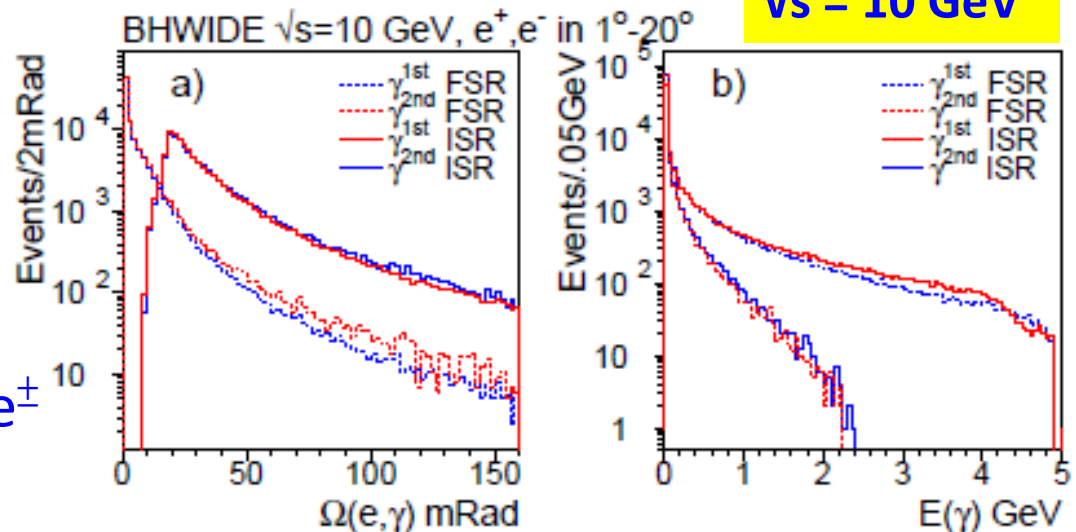 √s = 10 GeV
BHWIDE √s=10 GeV, e⁺,e⁻ in 1°-20°
Events/2mRad
10⁴
10³
10²
10
a)
γ1st FSR
γ2nd FSR
γ1st ISR
γ2nd ISR
0 50 100 150
Ω(e,γ) mRad
e±
Events/.05GeV
10⁵
10⁴
10³
10²
10
1
b)
γ1st FSR
γ2nd FSR
γ1st ISR
γ2nd ISR
0 1 2 3 4 5
E(γ) GeV